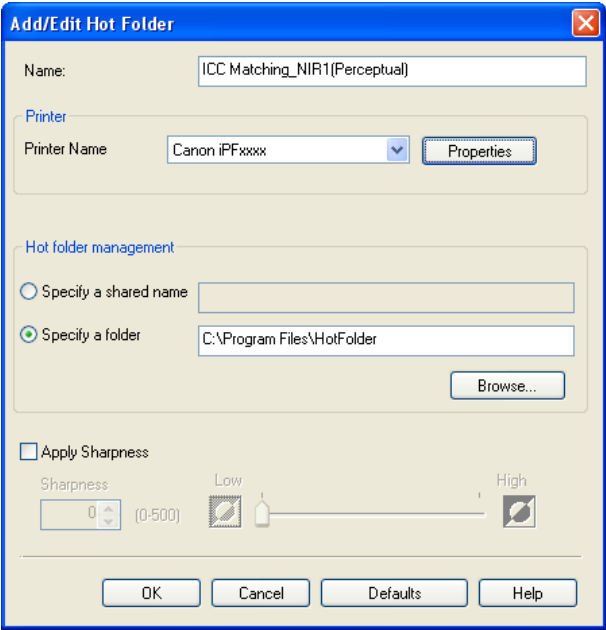 Add/Edit Hot Folder
Name: ICC Matching_NIR1(Perceptual)
Printer
Printer Name Canon iPFxxxx Properties
Hot folder management
Specify a shared name
Specify a folder C:\Program Files\HotFolder
Browse...
Apply Sharpness
Sharpness Low High
0 (0-500)
OK Cancel Defaults Help